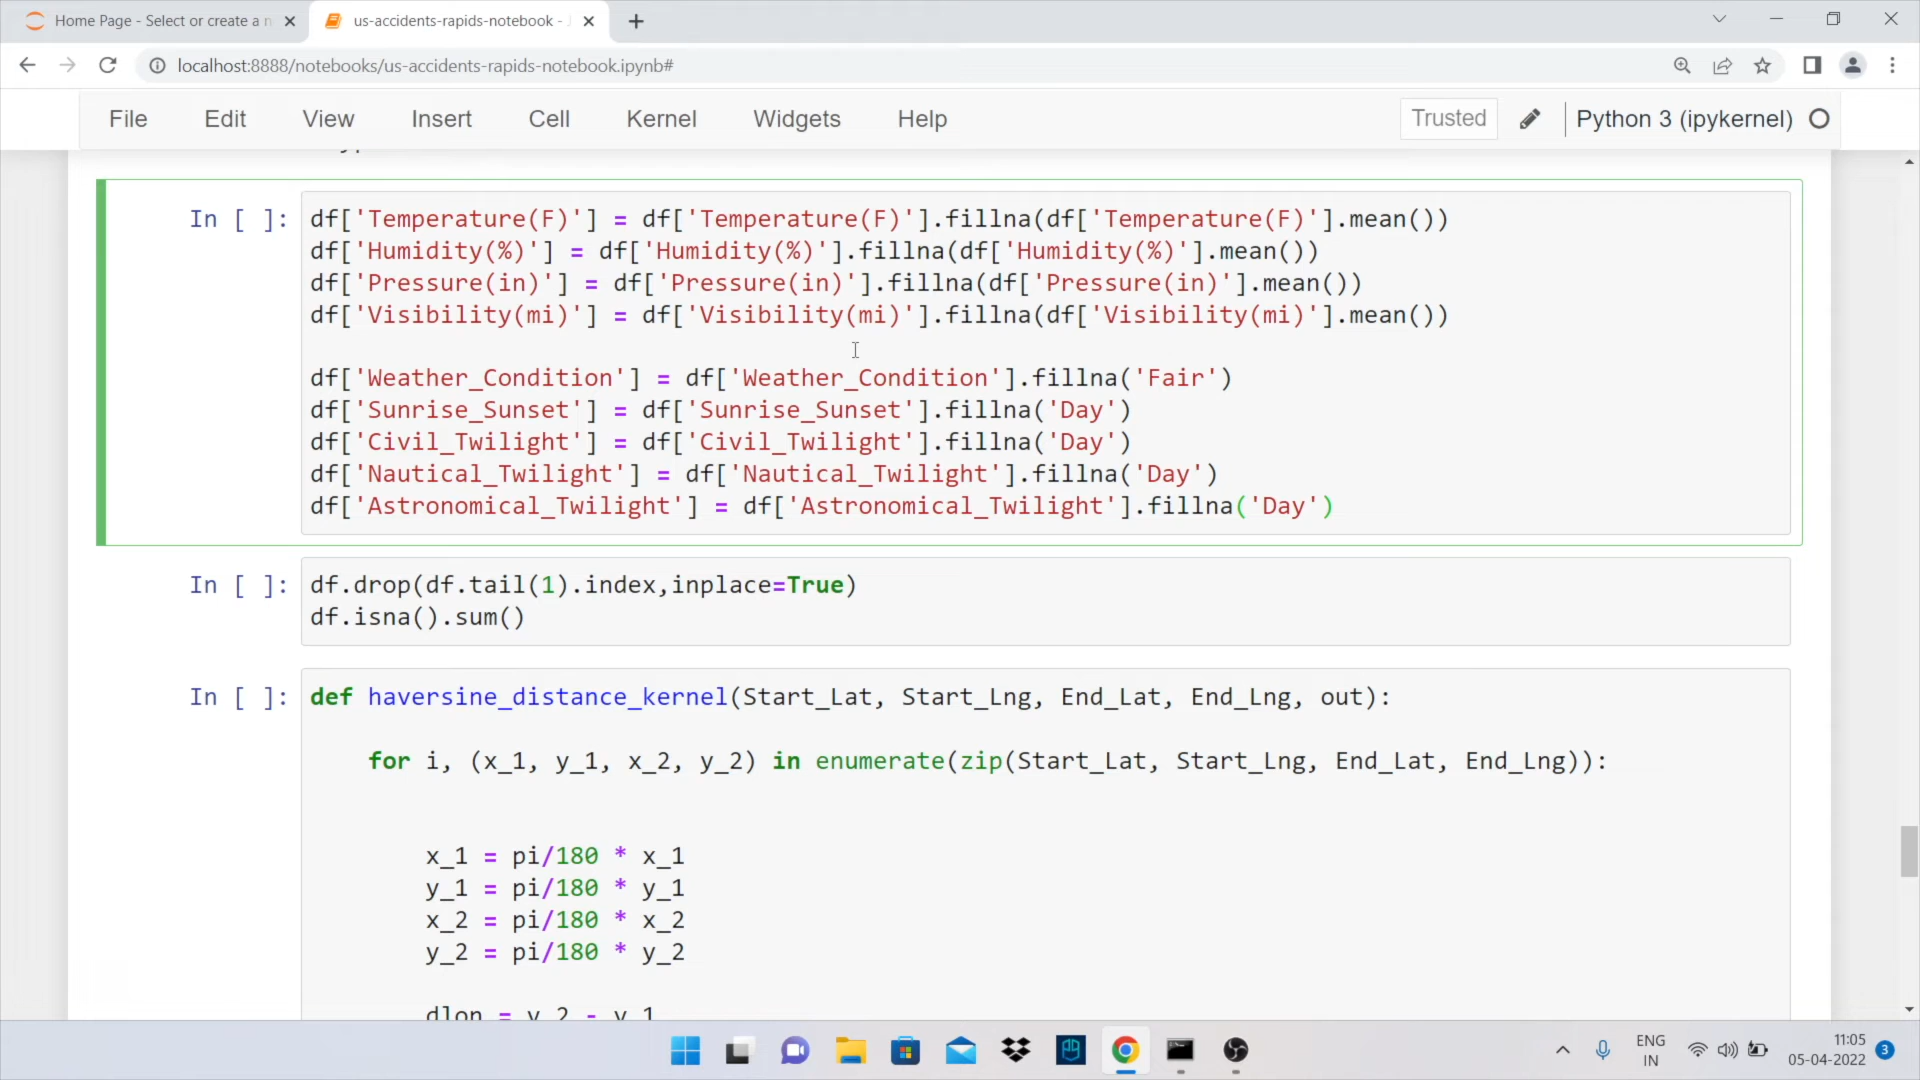 Home Page - Select or create a n
us-accidents-rapids-notebook -
localhost:8888/notebooks/us-accidents-rapids-notebook.ipynb#
File Edit View Insert Cell Kernel Widgets Help Trusted Python 3 (ipykernel)
In [ ]: df['Temperature(F)'] = df['Temperature(F)'].fillna(df['Temperature(F)'].mean())
df['Humidity(%)'] = df['Humidity(%)'].fillna(df['Humidity(%)'].mean())
df['Pressure(in)'] = df['Pressure(in)'].fillna(df['Pressure(in)'].mean())
df['Visibility(mi)'] = df['Visibility(mi)'].fillna(df['Visibility(mi)'].mean())
df['Weather_Condition'] = df['Weather_Condition'].fillna('Fair')
df['Sunrise_Sunset'] = df['Sunrise_Sunset'].fillna('Day')
df['Civil_Twilight'] = df['Civil_Twilight'].fillna('Day')
df['Nautical_Twilight'] = df['Nautical_Twilight'].fillna('Day')
df['Astronomical_Twilight'] = df['Astronomical_Twilight'].fillna('Day')
In [ ]: df.drop(df.tail(1).index,inplace=True)
df.isna().sum()
In [ ]: def haversine_distance_kernel(Start_Lat, Start_Lng, End_Lat, End_Lng, out):
for i, (x_1, y_1, x_2, y_2) in enumerate(zip(Start_Lat, Start_Lng, End_Lat, End_Lng)):
x_1 = pi/180 * x_1
y_1 = pi/180 * y_1
x_2 = pi/180 * x_2
y_2 = pi/180 * y_2
dlon = y_2 - y_1
ENG
IN
11:05
05-04-2022
3